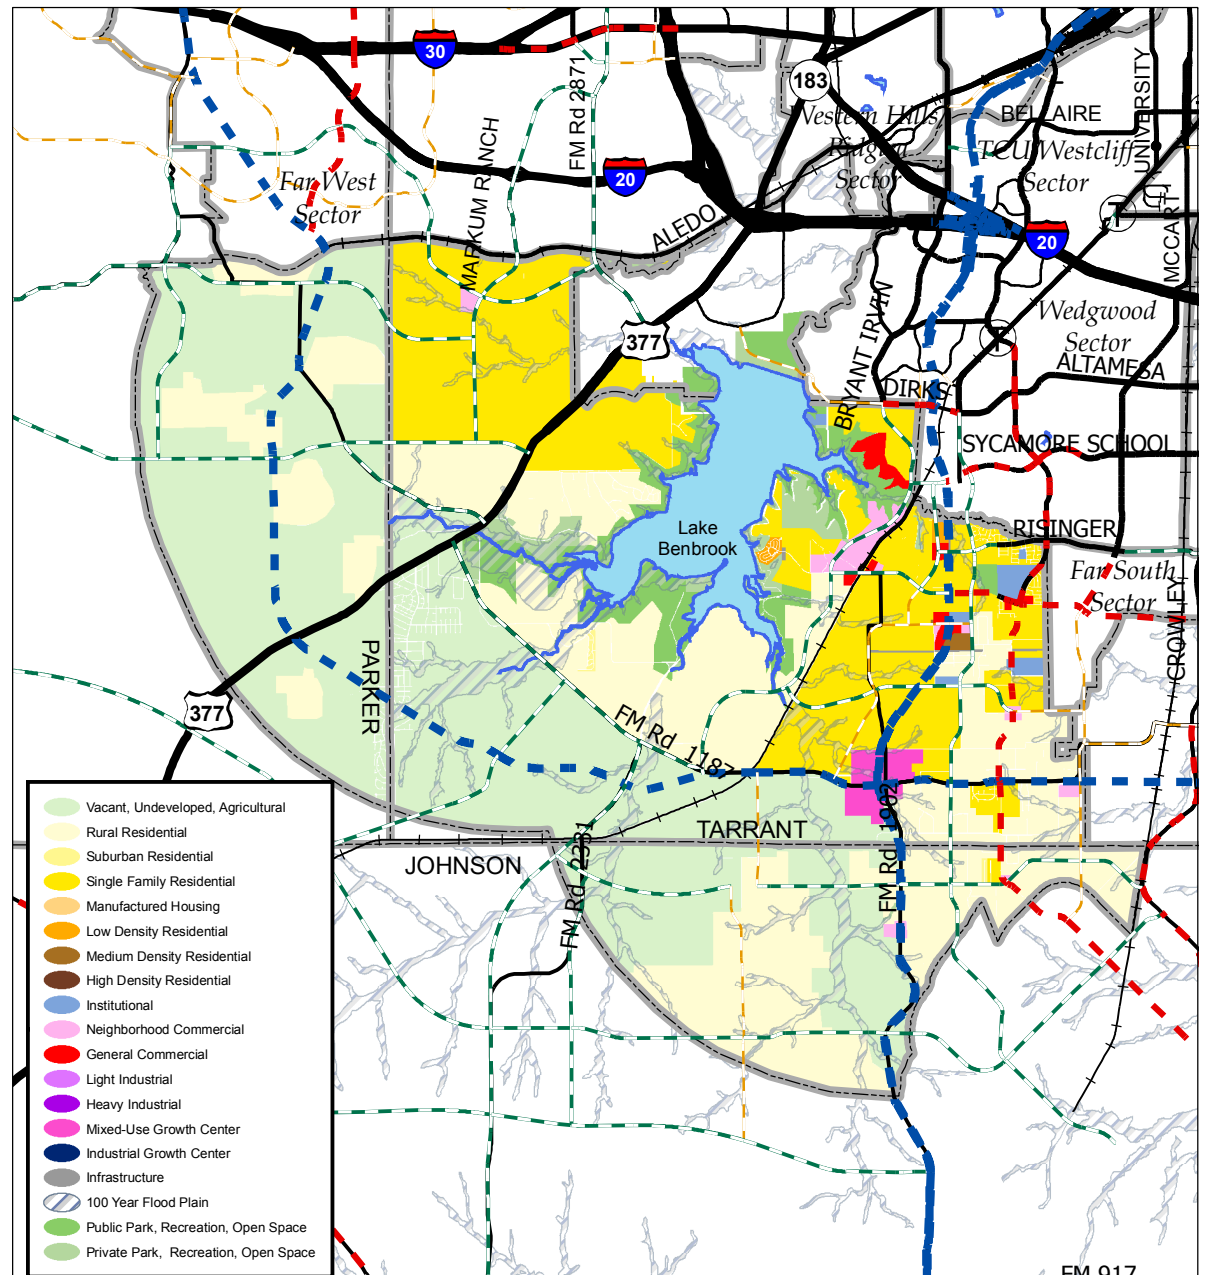 30
183
FM Rd 2871
UNIVERSITY
BELLAIRE
Western Hills
Ridglea
Sector
TCU Westcliff
Sector
MARKUM RANCH
20
Far West
Sector
ALEDO
MCCART
20
BRYANT IRVIN
Wedgwood
Sector
377
ALTAMESA
DIRKS
SYCAMORE SCHOOL
Lake
Benbrook
RISINGER
Far South
Sector
CROWLEY
PARKER
377
FM Rd 1187
FM Rd 1902
TARRANT
JOHNSON
FM Rd 2331
Vacant, Undeveloped, Agricultural
Rural Residential
Suburban Residential
Single Family Residential
Manufactured Housing
Low Density Residential
Medium Density Residential
High Density Residential
Institutional
Neighborhood Commercial
General Commercial
Light Industrial
Heavy Industrial
Mixed-Use Growth Center
Industrial Growth Center
Infrastructure
100 Year Flood Plain
Public Park, Recreation, Open Space
Private Park, Recreation, Open Space
FM 917